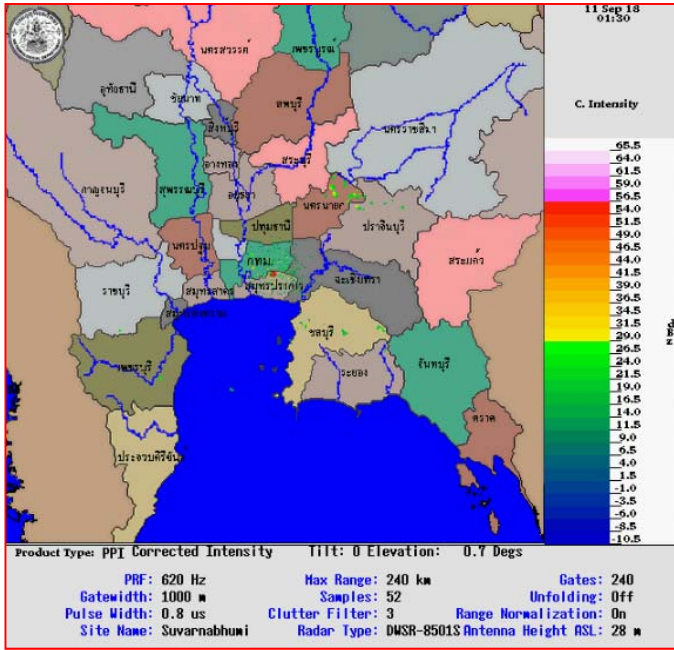 11 Sep 18
01:30
C. Intensity
นครสวรรค์
เพชรบูรณ์
อุทัยธานี
ชัยนาท
ลพบุรี
นครราชสีมา
สิงหบุรี
อ่างทอง
สระบุรี
กาญจนบุรี
สุพรรณบุรี
อยุธยา
นครนายก
ปราจีนบุรี
ปทุมธานี
นครปฐม
กทม.
สระแก้ว
ราชบุรี
สมุทรสาคร
สมุทรปราการ
ฉะเชิงเทรา
ชลบุรี
เพชรบุรี
ระยอง
จันทบุรี
ตราด
ประจวบคีรีขันธ์
65.5
64.0
61.5
59.0
56.5
54.0
51.5
49.0
46.5
44.0
41.5
39.0
36.5
34.0
31.5
29.0
26.5
24.0
21.5
19.0
16.5
14.0
11.5
9.0
6.5
4.0
1.5
-1.0
-3.5
-6.0
-8.5
-10.5
Product Type: PPI Corrected Intensity Tilt: 0 Elevation: 0.7 Degs
PRF: 620 Hz Max Range: 240 km Gates: 240
Gatewidth: 1000 m Samples: 52 Unfolding: Off
Pulse Width: 0.8 us Clutter Filter: 3 Range Normalization: On
Site Name: Suvarnabhumi Radar Type: DWSR-8501S Antenna Height ASL: 28 m